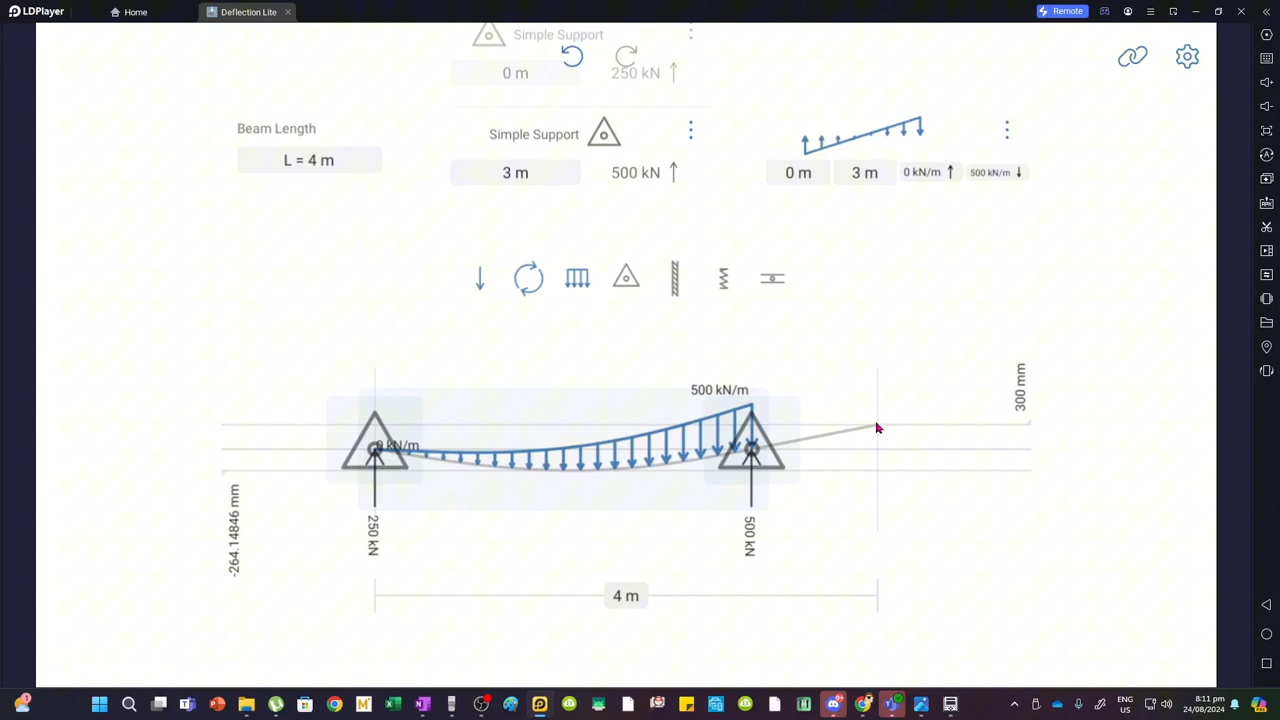 LDPlayer
Home
Deflection Lite
Remote
Simple Support
0 m
250 kN
Beam Length
L = 4 m
Simple Support
3 m
500 kN
0 m
3 m
0 kN/m
500 kN/m
500 kN/m
0 kN/m
300 mm
-264.14846 mm
250 kN
500 kN
4 m
ENG
US
8:11 pm
24/08/2024